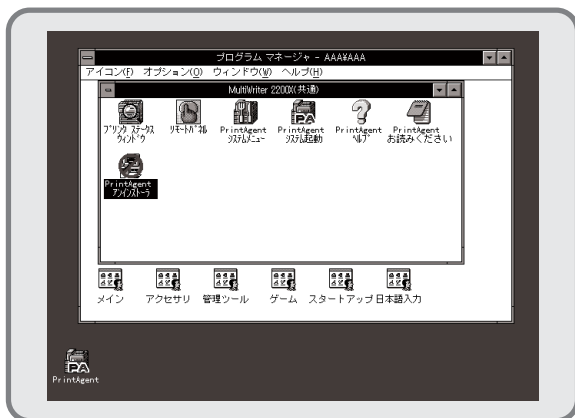 プログラム マネージャ - AAA¥AAA
アイコン(F) オプション(O) ウィンドウ(W) ヘルプ(H)
MultiWriter 2200X(共通)
プリンタ ステータス ウィンドウ
リモートパネル
PrintAgent システムメニュー
PrintAgent システム起動
PrintAgent ヘルプ
PrintAgent お読みください
PrintAgent アンインストーラ
メイン
アクセサリ
管理ツール
ゲーム
スタートアップ
日本語入力
PA
PrintAgent